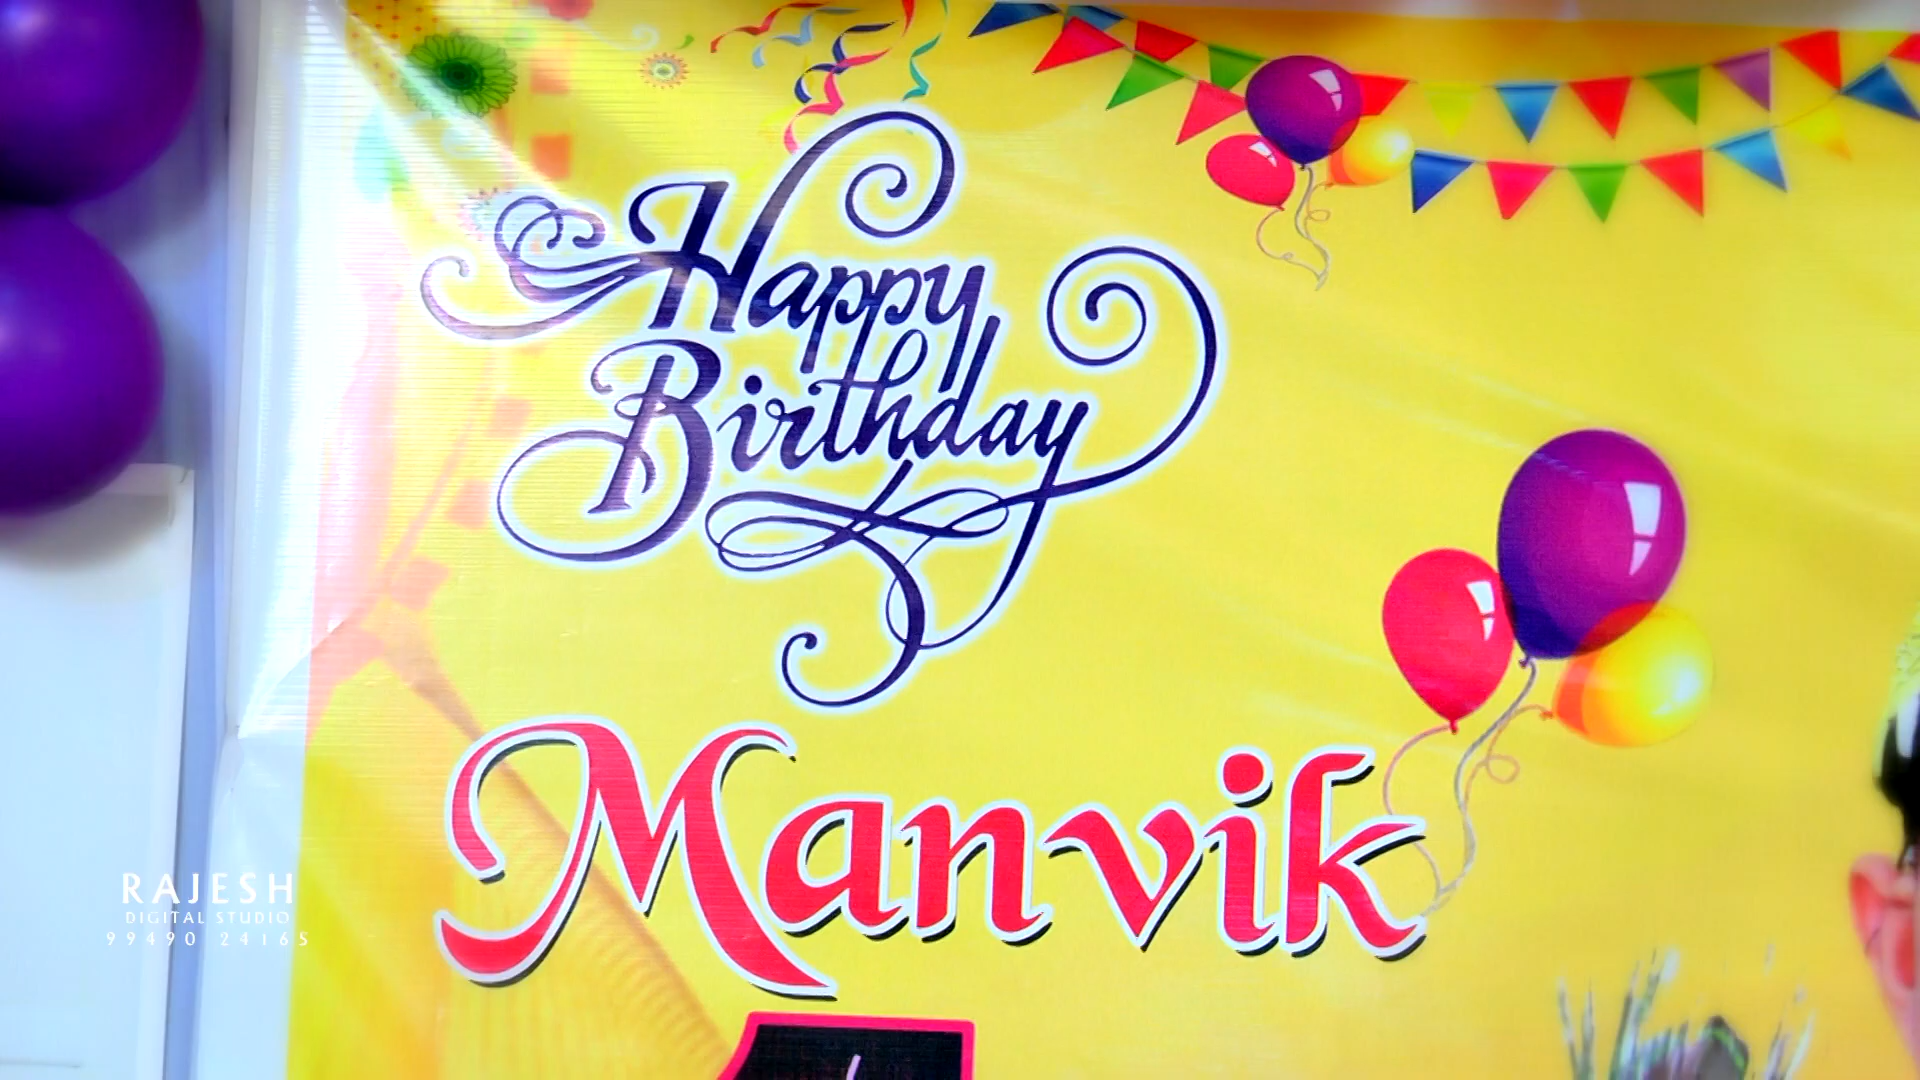 Happy
Birthday
Manvik
RAJESH
DIGITAL STUDIO
99490 24165